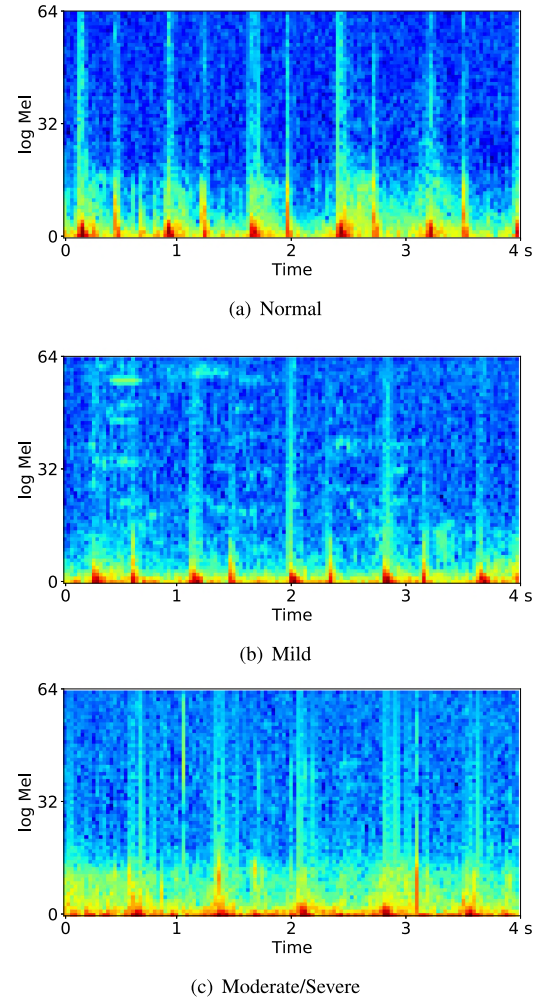 64
log Mel
32
0
0 1 2 3 4 s
Time
(a) Normal
64
log Mel
32
0
0 1 2 3 4 s
Time
(b) Mild
64
log Mel
32
0
0 1 2 3 4 s
Time
(c) Moderate/Severe